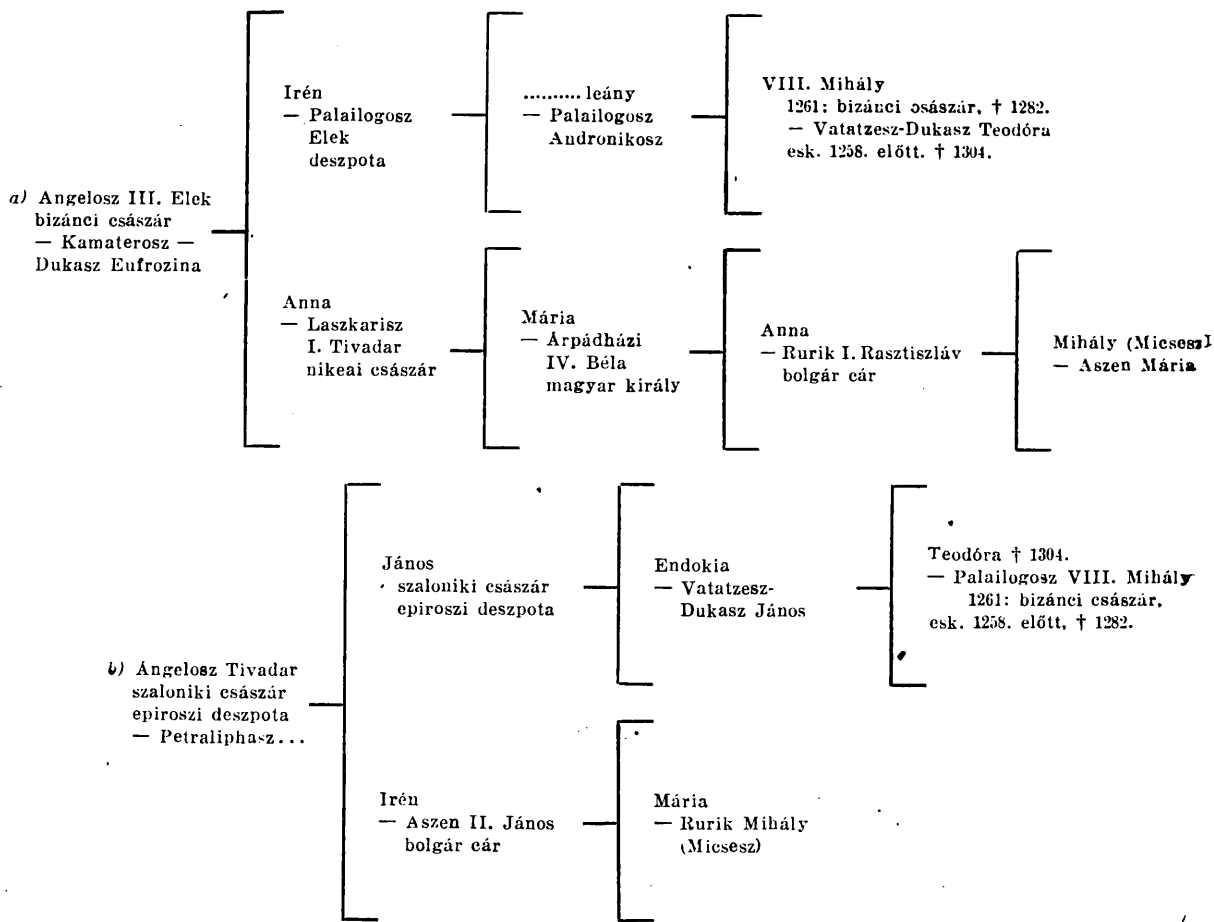 a) Angelosz III. Elek
bizánci császár
— Kamaterosz —
Dukasz Eufrozina
Irén
— Palailogosz
Elek
deszpota
.......... leány
— Palailogosz
Audronikosz
VIII. Mihály
1261: bizánci osászár, † 1282.
— Vatatzesz-Dukasz Teodóra
esk. 1258. előtt. † 1304.
Anna
— Laszkarisz
I. Tivadar
nikeai császár
Mária
— Árpádházi
IV. Béla
magyar király
Anna
— Rurik I. Rasztiszláv
bolgár cár
Mihály (Micsesz)
— Aszen Mária
b) Angelosz Tivadar
szaloniki császár
epiroszi deszpota
— Petraliphasz...
János
szaloniki császár
epiroszi deszpota
Endokia
— Vatatzesz-
Dukasz János
Teodóra † 1304.
— Palailogosz VIII. Mihály
1261: bizánci császár,
esk. 1258. előtt, † 1282.
Irén
— Aszen II. János
bolgár cár
Mária
— Rurik Mihály
(Micsesz)